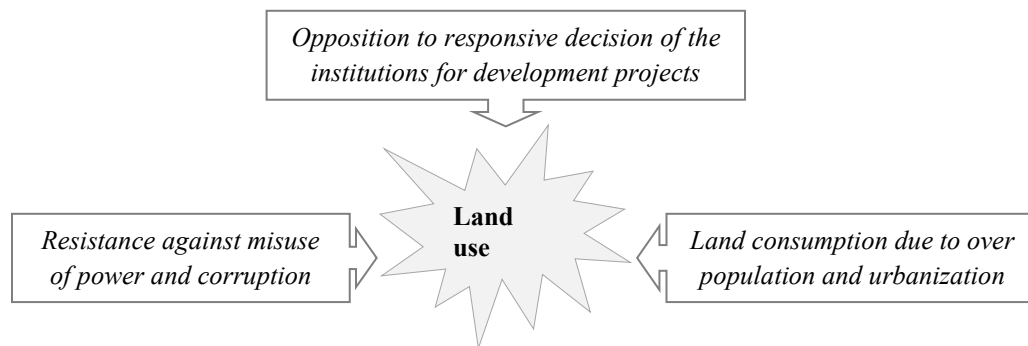 Opposition to responsive decision of the
institutions for development projects
Resistance against misuse
of power and corruption
Land
use
Land consumption due to over
population and urbanization